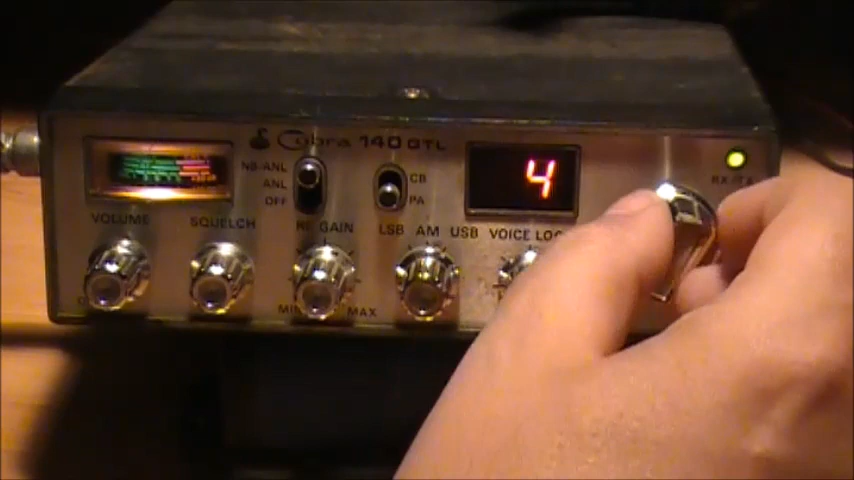 Cobra 140 GTL
NB-ANL
ANL
OFF
CB
PA
4
RX/TX
VOLUME
SQUELCH
RF GAIN
LSB AM USB
VOICE LOC
MAX